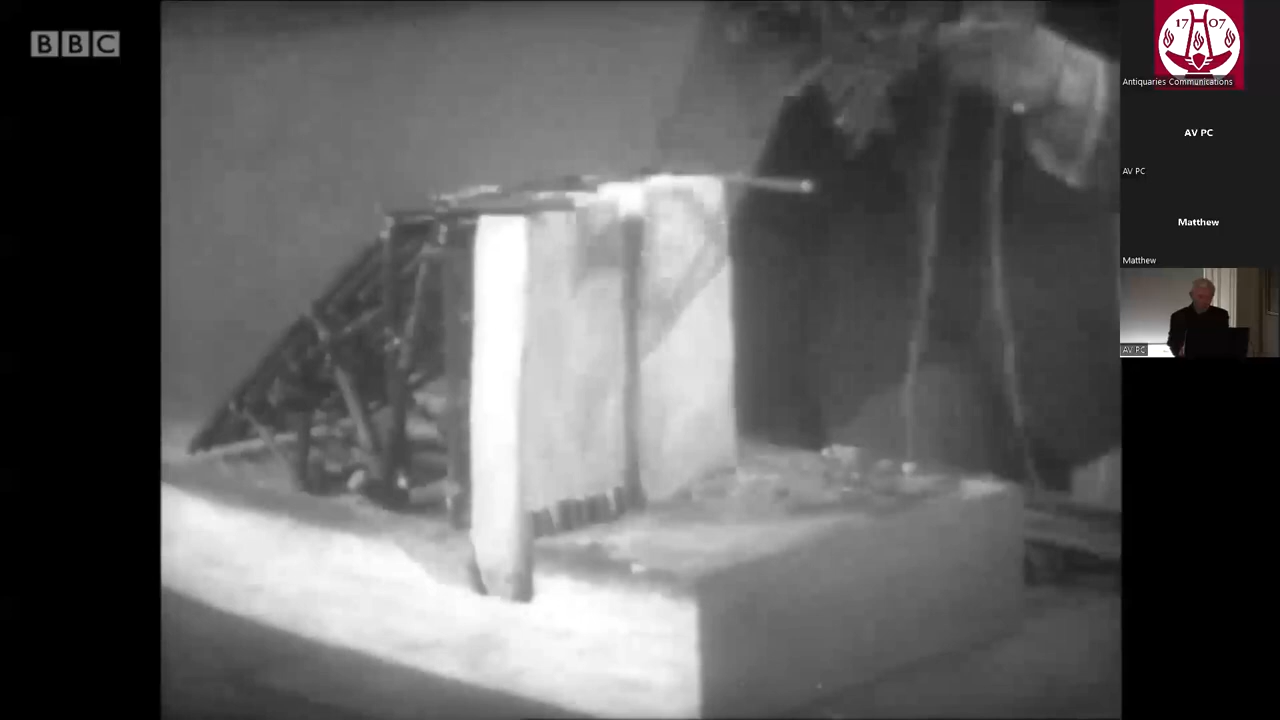 BBC
17 07
Antiquaries Communications
AV PC
AV PC
Matthew
Matthew
AV PC